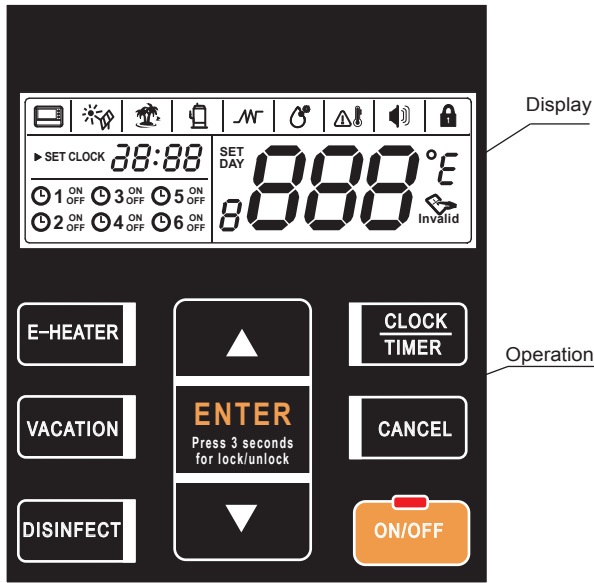 Display
SET CLOCK 88:88
SET
DAY
888 °E
1 ON OFF 3 ON OFF 5 ON OFF
2 ON OFF 4 ON OFF 6 ON OFF
8
Invalid
E-HEATER
CLOCK
TIMER
Operation
VACATION
ENTER
Press 3 seconds
for lock/unlock
CANCEL
DISINFECT
ON/OFF